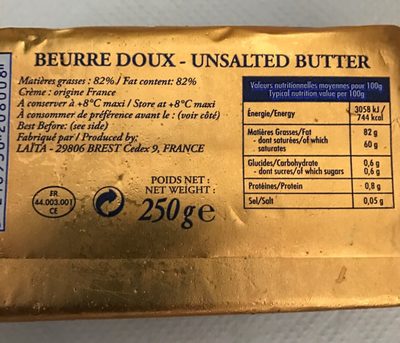 BEURRE DOUX - UNSALTED BUTTER
Matières grasses : 82% / Fat content: 82%
Crème : origine France
A conserver à +8°C maxi / Store at +8°C maxi
À consommer de préférence avant le : (voir côté)
Best Before: (see side)
Fabriqué par / Produced by:
LAÏTA - 29806 BREST Cedex 9, FRANCE
FR
44.003.001
CE
POIDS NET :
NET WEIGHT :
250 g e
Valeurs nutritionnelles moyennes pour 100g
Typical nutrition value per 100g
Énergie/Energy 3058 kJ /
744 kcal
Matières Grasses/Fat 82 g
- dont saturées/of which
saturates 60 g
Glucides/Carbohydrate 0,6 g
- dont sucres/of which sugars 0,6 g
Protéines/Protein 0,8 g
Sel/Salt 0,05 g